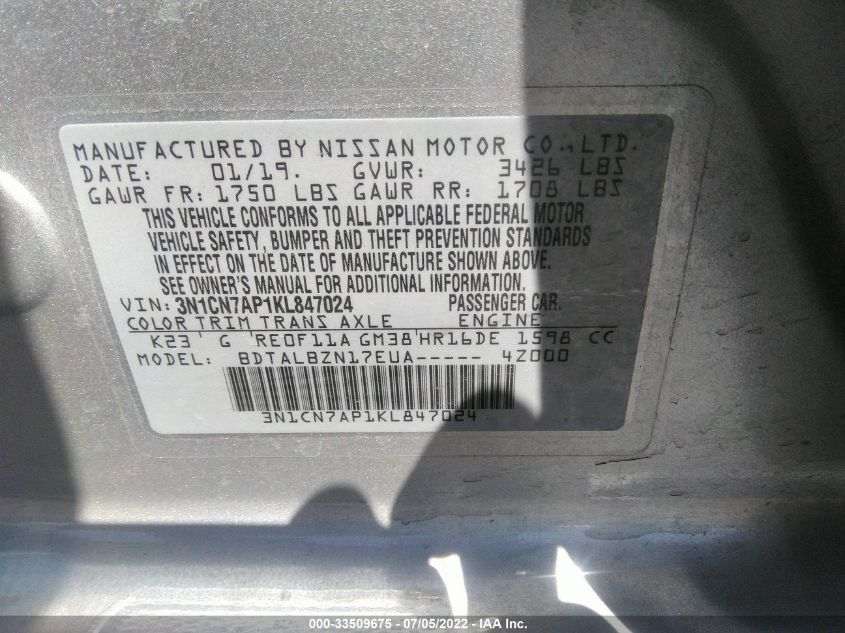 MANUFACTURED BY NISSAN MOTOR CO., LTD.
DATE: 01/19. GVWR: 3426 LBS
GAWR FR: 1750 LBS GAWR RR: 1708 LBS
THIS VEHICLE CONFORMS TO ALL APPLICABLE FEDERAL MOTOR
VEHICLE SAFETY, BUMPER AND THEFT PREVENTION STANDARDS
IN EFFECT ON THE DATE OF MANUFACTURE SHOWN ABOVE.
SEE OWNER'S MANUAL FOR ADDITIONAL INFORMATION.
VIN: 3N1CN7AP1KL847024 PASSENGER CAR.
COLOR TRIM TRANS AXLE ENGINE
K23 G RE0F11A GM38 HR16DE 1598 CC
MODEL: BDTALBZN17EUA----- 4Z000
3N1CN7AP1KL847024
000-33509675 - 07/05/2022 - IAA, Inc.